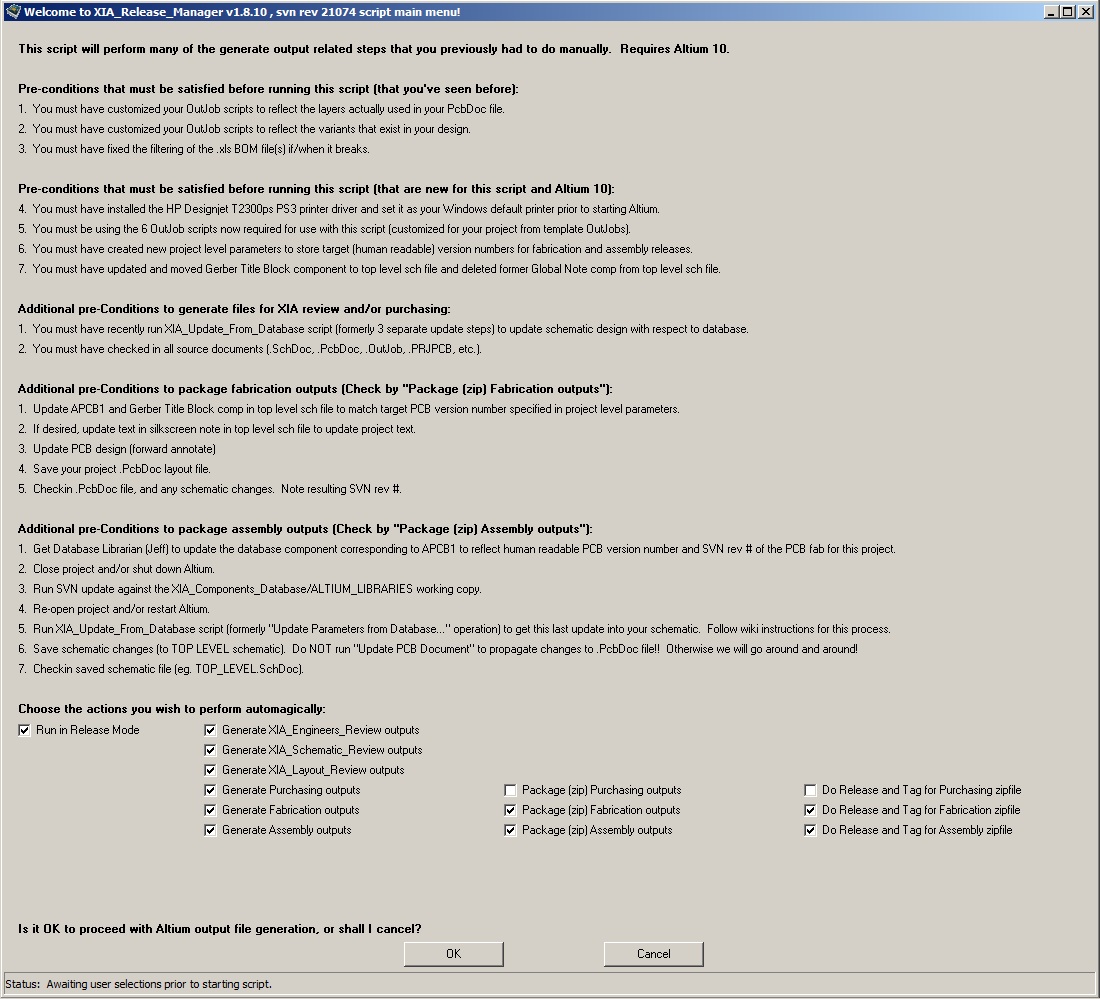 Welcome to XIA_Release_Manager v1.8.10 , svn rev 21074 script main menu!
This script will perform many of the generate output related steps that you previously had to do manually.  Requires Altium 10.
Pre-conditions that must be satisfied before running this script (that you've seen before):
1.  You must have customized your OutJob scripts to reflect the layers actually used in your PcbDoc file.
2.  You must have customized your OutJob scripts to reflect the variants that exist in your design.
3.  You must have fixed the filtering of the .xls BOM file(s) if/when it breaks.
Pre-conditions that must be satisfied before running this script (that are new for this script and Altium 10):
4.  You must have installed the HP Designjet T2300ps PS3 printer driver and set it as your Windows default printer prior to starting Altium.
5.  You must be using the 6 OutJob scripts now required for use with this script (customized for your project from template OutJobs).
6.  You must have created new project level parameters to store target (human readable) version numbers for fabrication and assembly releases.
7.  You must have updated and moved Gerber Title Block component to top level sch file and deleted former Global Note comp from top level sch file.
Additional pre-Conditions to generate files for XIA review and/or purchasing:
1.  You must have recently run XIA_Update_From_Database script (formerly 3 separate update steps) to update schematic design with respect to database.
2.  You must have checked in all source documents (.SchDoc, .PcbDoc, .OutJob, .PRJPCB, etc.).
Additional pre-Conditions to package fabrication outputs (Check by "Package (zip) Fabrication outputs"):
1.  Update APCB1 and Gerber Title Block comp in top level sch file to match target PCB version number specified in project level parameters.
2.  If desired, update text in silkscreen note in top level sch file to update project text.
3.  Update PCB design (forward annotate)
4.  Save your project .PcbDoc layout file.
5.  Checkin .PcbDoc file, and any schematic changes.  Note resulting SVN rev #.
Additional pre-Conditions to package assembly outputs (Check by "Package (zip) Assembly outputs"):
1.  Get Database Librarian (Jeff) to update the database component corresponding to APCB1 to reflect human readable PCB version number and SVN rev # of the PCB fab for this project.
2.  Close project and/or shut down Altium.
3.  Run SVN update against the XIA_Components_Database/ALTIUM_LIBRARIES working copy.
4.  Re-open project and/or restart Altium.
5.  Run XIA_Update_From_Database script (formerly "Update Parameters from Database..." operation) to get this last update into your schematic.  Follow wiki instructions for this process.
6.  Save schematic changes (to TOP LEVEL schematic).  Do NOT run "Update PCB Document" to propagate changes to .PcbDoc file!!  Otherwise we will go around and around!
7.  Checkin saved schematic file (eg. TOP_LEVEL.SchDoc).
Choose the actions you wish to perform automagically:
Run in Release Mode Generate XIA_Engineers_Review outputs
Generate XIA_Schematic_Review outputs
Generate XIA_Layout_Review outputs
Generate Purchasing outputs Package (zip) Purchasing outputs Do Release and Tag for Purchasing zipfile
Generate Fabrication outputs Package (zip) Fabrication outputs Do Release and Tag for Fabrication zipfile
Generate Assembly outputs Package (zip) Assembly outputs Do Release and Tag for Assembly zipfile
Is it OK to proceed with Altium output file generation, or shall I cancel?
OK Cancel
Status:  Awaiting user selections prior to starting script.